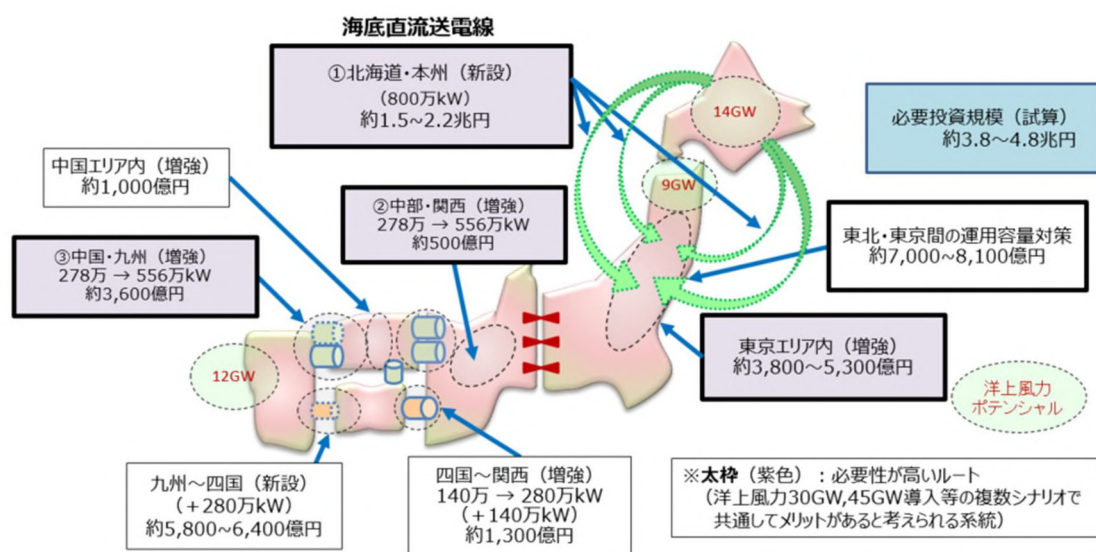 海底直流送電線
①北海道・本州（新設）
（800万kW）
約1.5～2.2兆円
14GW
必要投資規模（試算）
約3.8～4.8兆円
中国エリア内（増強）
約1,000億円
9GW
②中部・関西（増強）
278万 → 556万kW
約500億円
東北・東京間の運用容量対策
約7,000～8,100億円
③中国・九州（増強）
278万 → 556万kW
約3,600億円
東京エリア内（増強）
約3,800～5,300億円
12GW
洋上風力
ポテンシャル
九州～四国（新設）
（＋280万kW）
約5,800～6,400億円
四国～関西（増強）
140万 → 280万kW
（＋140万kW）
約1,300億円
※太枠（紫色）：必要性が高いルート
（洋上風力30GW,45GW導入等の複数シナリオで
共通してメリットがあると考えられる系統）